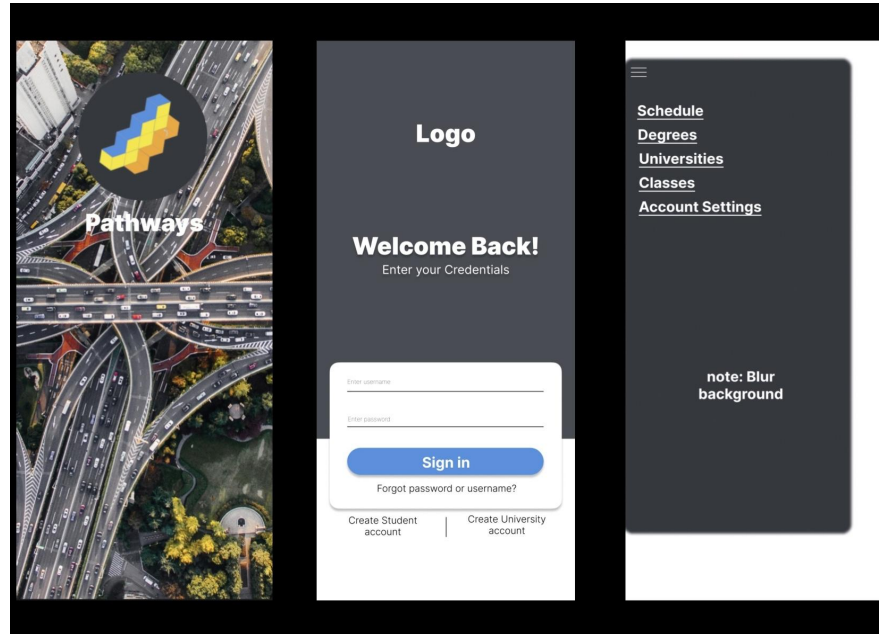 Pathways
Logo
Welcome Back!
Enter your Credentials
Enter username
Enter password
Sign in
Forgot password or username?
Create Student
account
Create University
account
Schedule
Degrees
Universities
Classes
Account Settings
note: Blur
background